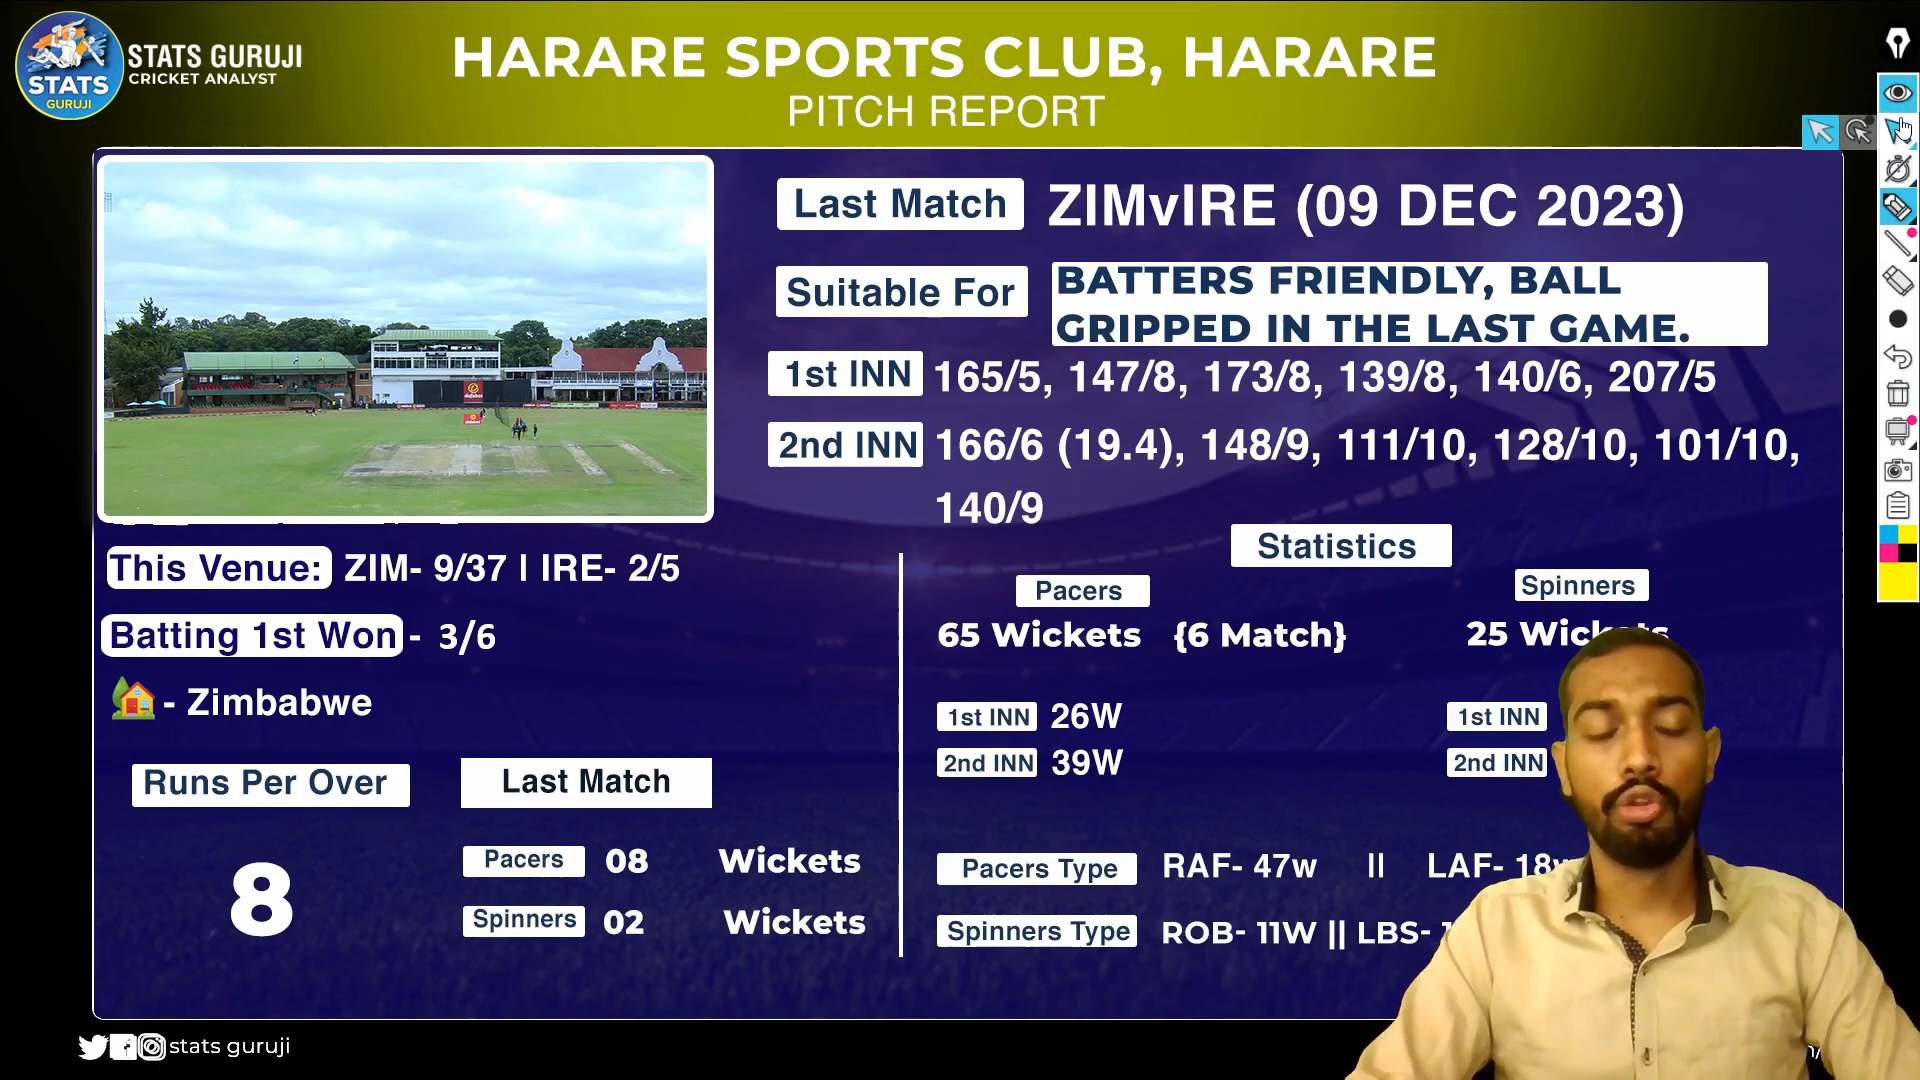 STATS GURUJI
CRICKET ANALYST
STATS
GURUJI
HARARE SPORTS CLUB, HARARE
PITCH REPORT
Last Match ZIMvIRE (09 DEC 2023)
Suitable For BATTERS FRIENDLY, BALL
GRIPPED IN THE LAST GAME.
1st INN 165/5, 147/8, 173/8, 139/8, 140/6, 207/5
2nd INN 166/6 (19.4), 148/9, 111/10, 128/10, 101/10,
140/9
This Venue: ZIM- 9/37 | IRE- 2/5
Batting 1st Won - 3/6
- Zimbabwe
Runs Per Over
8
Last Match
Pacers 08 Wickets
Spinners 02 Wickets
Statistics
Pacers Spinners
65 Wickets {6 Match} 25 Wickets
1st INN 26W 1st INN
2nd INN 39W 2nd INN
Pacers Type RAF- 47w || LAF- 18w
Spinners Type ROB- 11W || LBS-
stats guruji